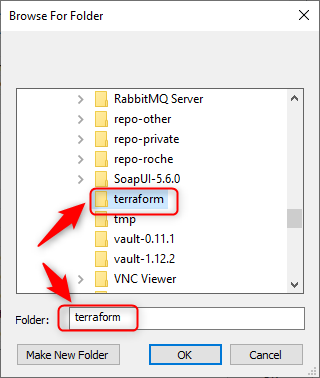 Browse For Folder
RabbitMQ Server
repo-other
repo-private
repo-roche
SoapUI-5.6.0
terraform
tmp
vault-0.11.1
vault-1.12.2
VNC Viewer
Folder: terraform
Make New Folder OK Cancel